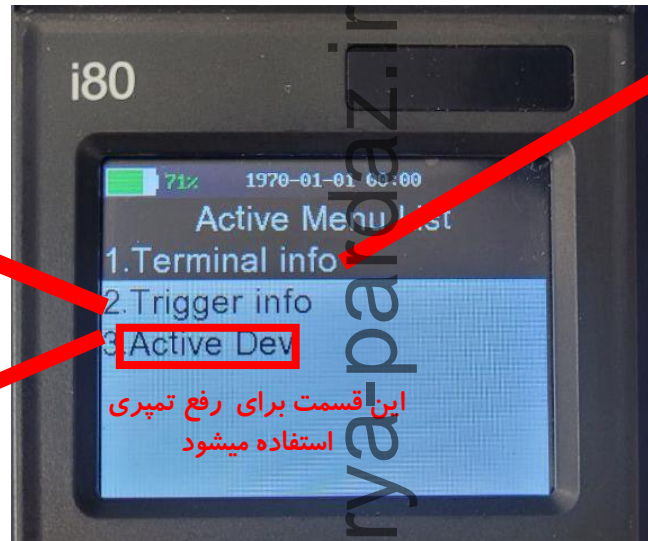 i80
71% 1970-01-01 00:00
Active Menu List
1.Terminal info
2.Trigger info
3.Active Dev
این قسمت برای رفع تمپری
استفاده میشود
rya-pardaz.ir